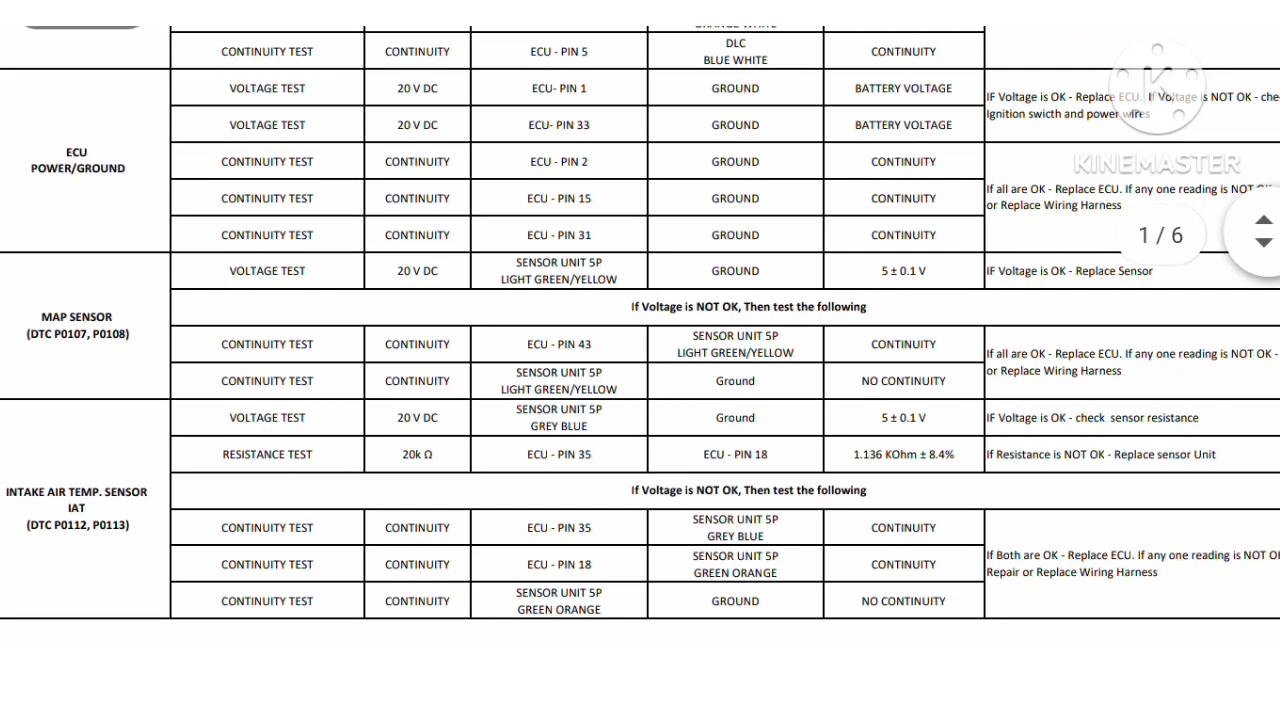 CONTINUITY TEST CONTINUITY ECU - PIN 5 DLC BLUE WHITE CONTINUITY
ECU POWER/GROUND
VOLTAGE TEST 20 V DC ECU- PIN 1 GROUND BATTERY VOLTAGE
IF Voltage is OK - Replace ECU. If Voltage is NOT OK - che
Ignition swicth and power wires
VOLTAGE TEST 20 V DC ECU- PIN 33 GROUND BATTERY VOLTAGE
CONTINUITY TEST CONTINUITY ECU - PIN 2 GROUND CONTINUITY
KINEMASTER
If all are OK - Replace ECU. If any one reading is NOT
or Replace Wiring Harness
CONTINUITY TEST CONTINUITY ECU - PIN 15 GROUND CONTINUITY
CONTINUITY TEST CONTINUITY ECU - PIN 31 GROUND CONTINUITY
1 / 6
MAP SENSOR
(DTC P0107, P0108)
VOLTAGE TEST 20 V DC SENSOR UNIT 5P LIGHT GREEN/YELLOW GROUND 5 ± 0.1 V IF Voltage is OK - Replace Sensor
If Voltage is NOT OK, Then test the following
CONTINUITY TEST CONTINUITY ECU - PIN 43 SENSOR UNIT 5P LIGHT GREEN/YELLOW CONTINUITY
If all are OK - Replace ECU. If any one reading is NOT OK -
or Replace Wiring Harness
CONTINUITY TEST CONTINUITY SENSOR UNIT 5P LIGHT GREEN/YELLOW Ground NO CONTINUITY
INTAKE AIR TEMP. SENSOR
IAT
(DTC P0112, P0113)
VOLTAGE TEST 20 V DC SENSOR UNIT 5P GREY BLUE Ground 5 ± 0.1 V IF Voltage is OK - check sensor resistance
RESISTANCE TEST 20k Ω ECU - PIN 35 ECU - PIN 18 1.136 KOhm ± 8.4% If Resistance is NOT OK - Replace sensor Unit
If Voltage is NOT OK, Then test the following
CONTINUITY TEST CONTINUITY ECU - PIN 35 SENSOR UNIT 5P GREY BLUE CONTINUITY
CONTINUITY TEST CONTINUITY ECU - PIN 18 SENSOR UNIT 5P GREEN ORANGE CONTINUITY
If Both are OK - Replace ECU. If any one reading is NOT OK
Repair or Replace Wiring Harness
CONTINUITY TEST CONTINUITY SENSOR UNIT 5P GREEN ORANGE GROUND NO CONTINUITY